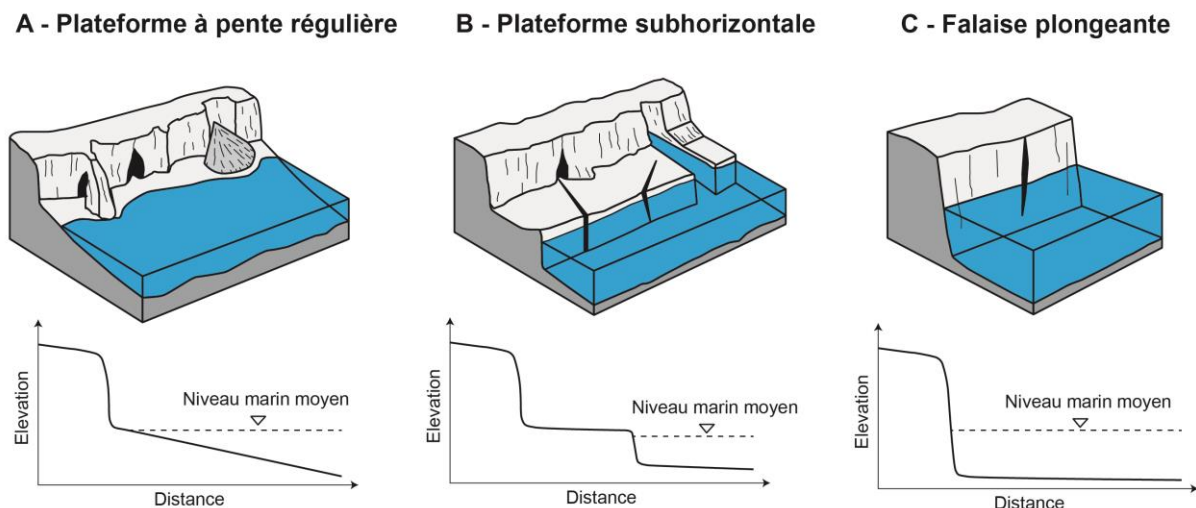 A - Plateforme à pente régulière
B - Plateforme subhorizontale
C - Falaise plongeante
Elevation
Niveau marin moyen
Distance
Elevation
Niveau marin moyen
Distance
Elevation
Niveau marin moyen
Distance